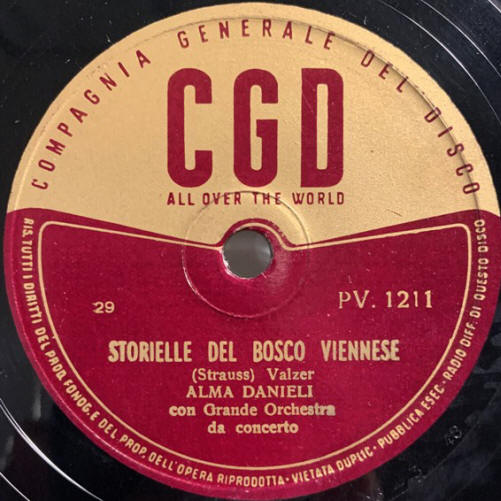 COMPAGNIA GENERALE DEL DISCO
CGD
ALL OVER THE WORLD
29
PV. 1211
STORIELLE DEL BOSCO VIENNESE
(Strauss) Valzer
ALMA DANIELI
con Grande Orchestra
da concerto
RIS. TUTTI I DIRITTI DEL PROD. FONOG. E DEL PROP. DELL'OPERA RIPRODOTTA - VIETATA DUPLIC. - PUBBLICA ESEC. - RADIO DIFF. DI QUESTO DISCO